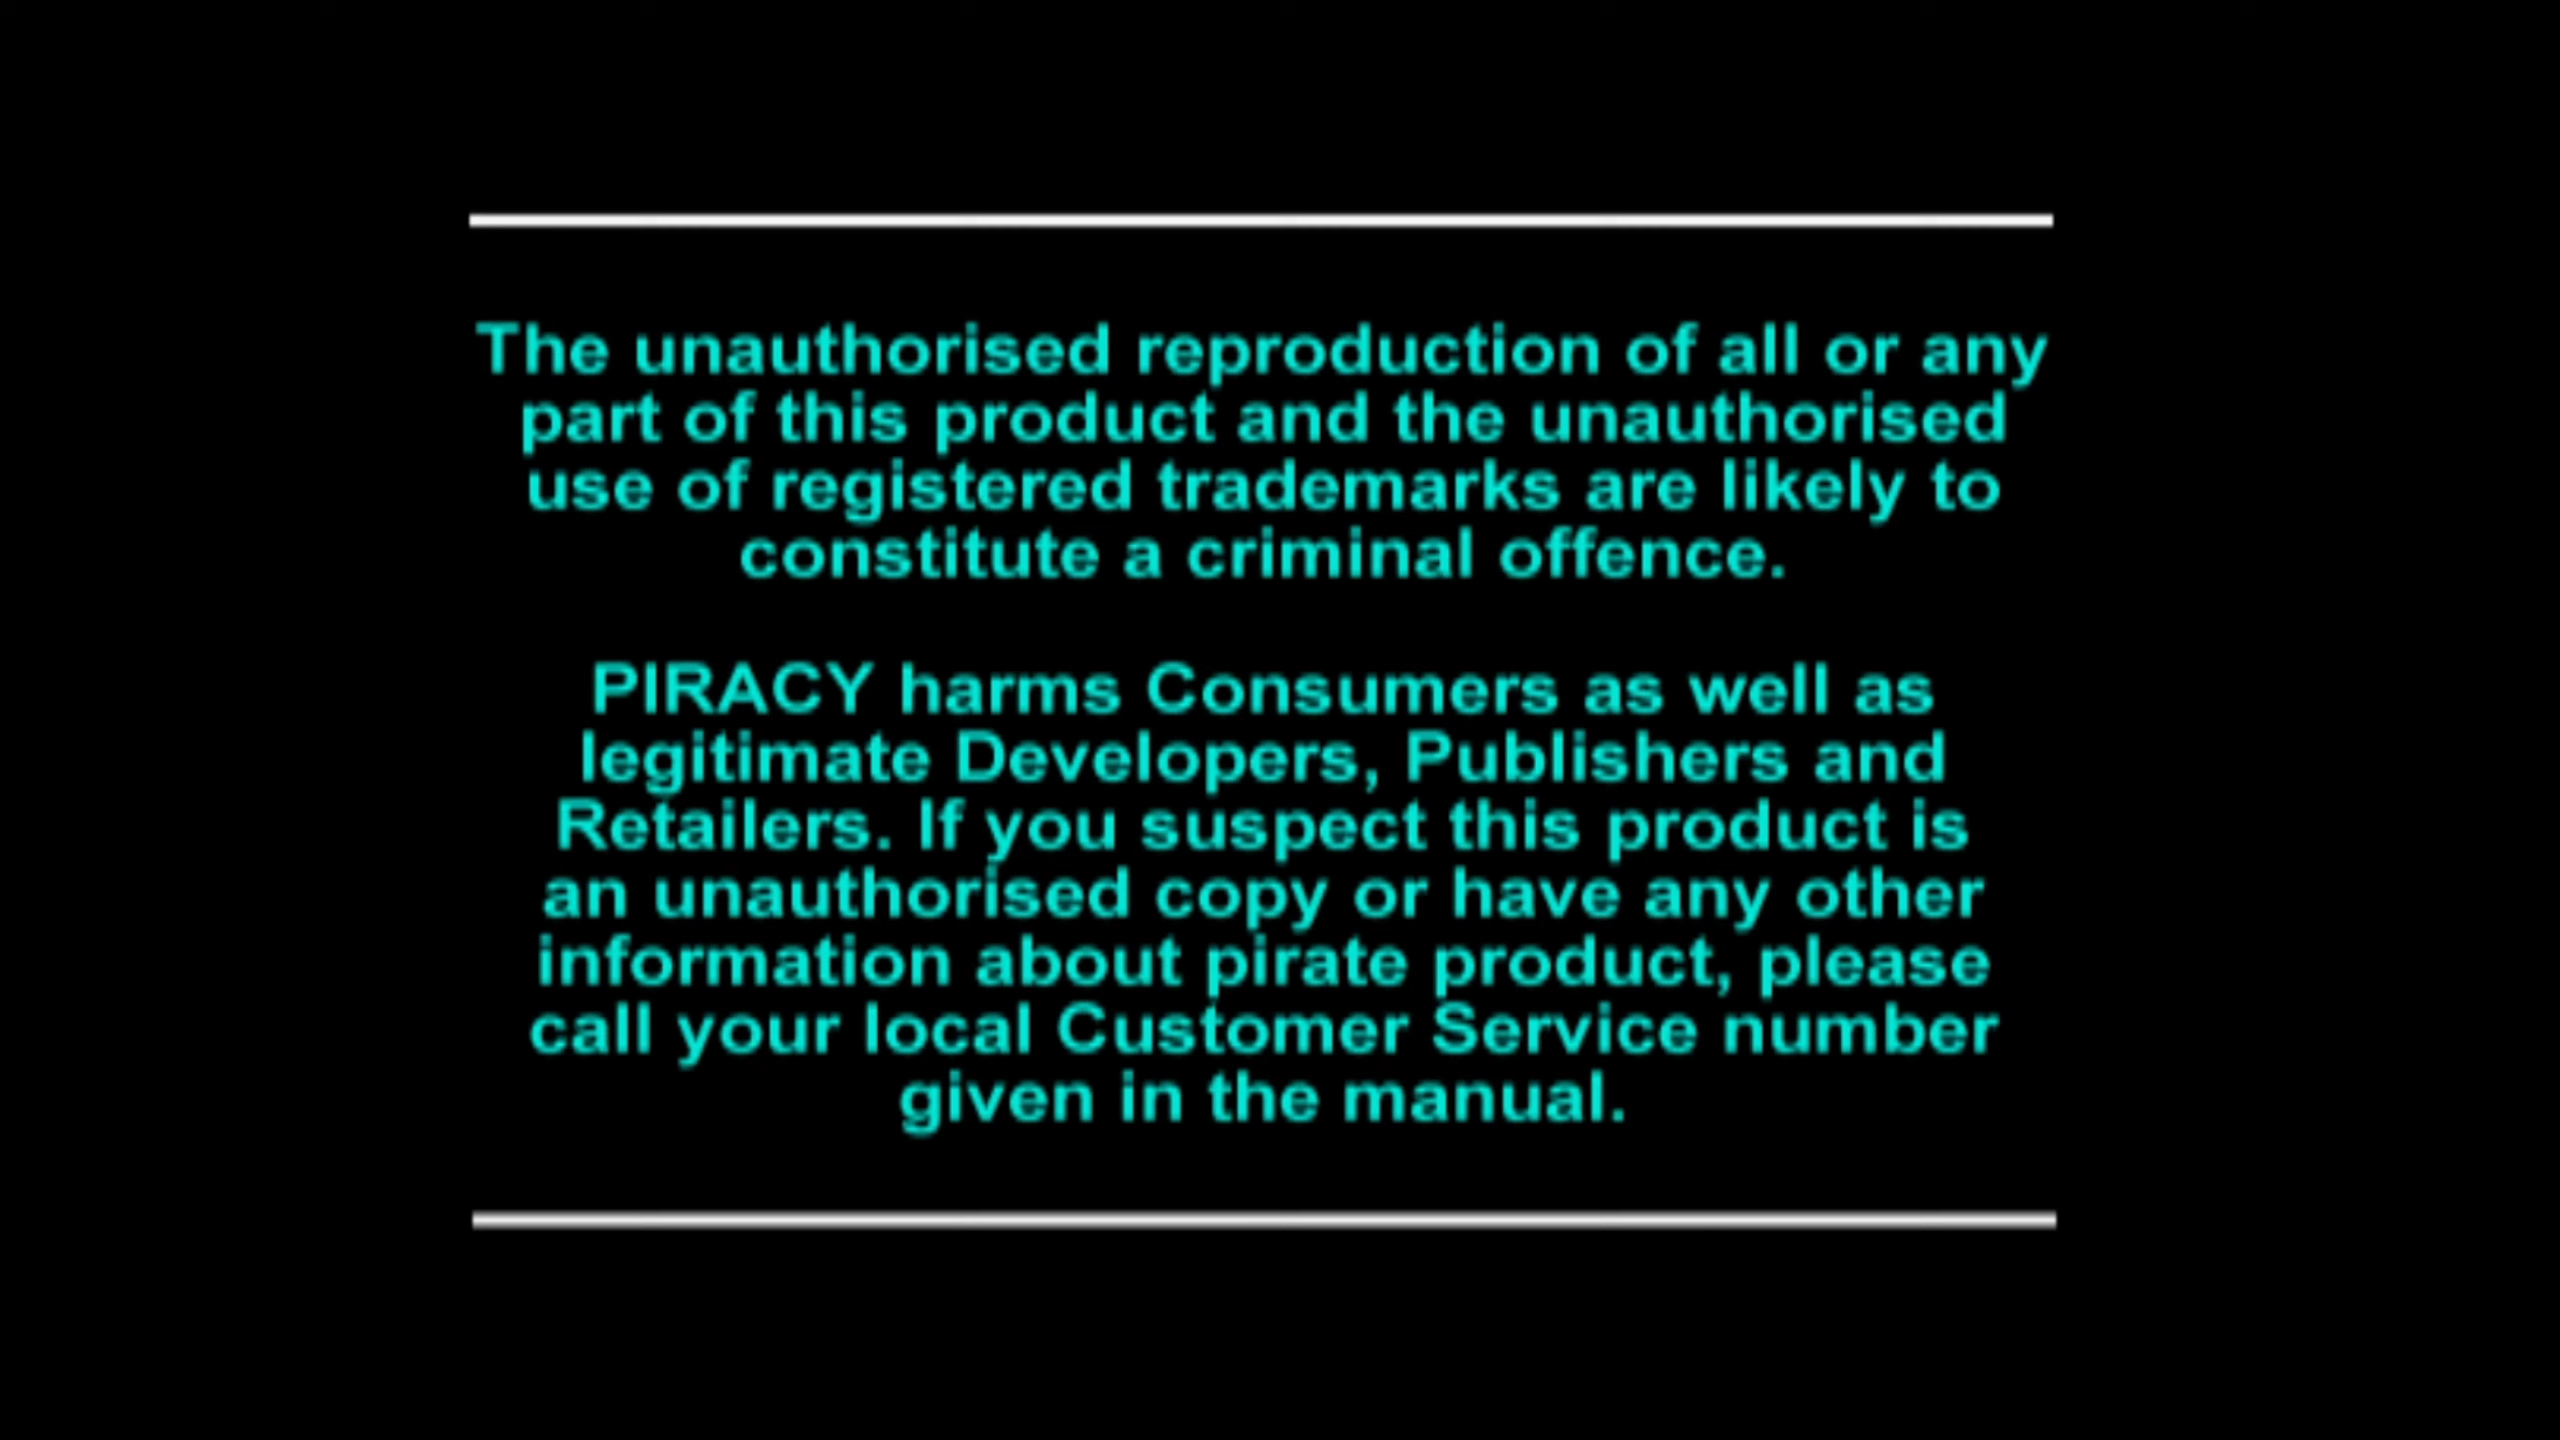 The unauthorised reproduction of all or any
part of this product and the unauthorised
use of registered trademarks are likely to
constitute a criminal offence.
PIRACY harms Consumers as well as
legitimate Developers, Publishers and
Retailers. If you suspect this product is
an unauthorised copy or have any other
information about pirate product, please
call your local Customer Service number
given in the manual.